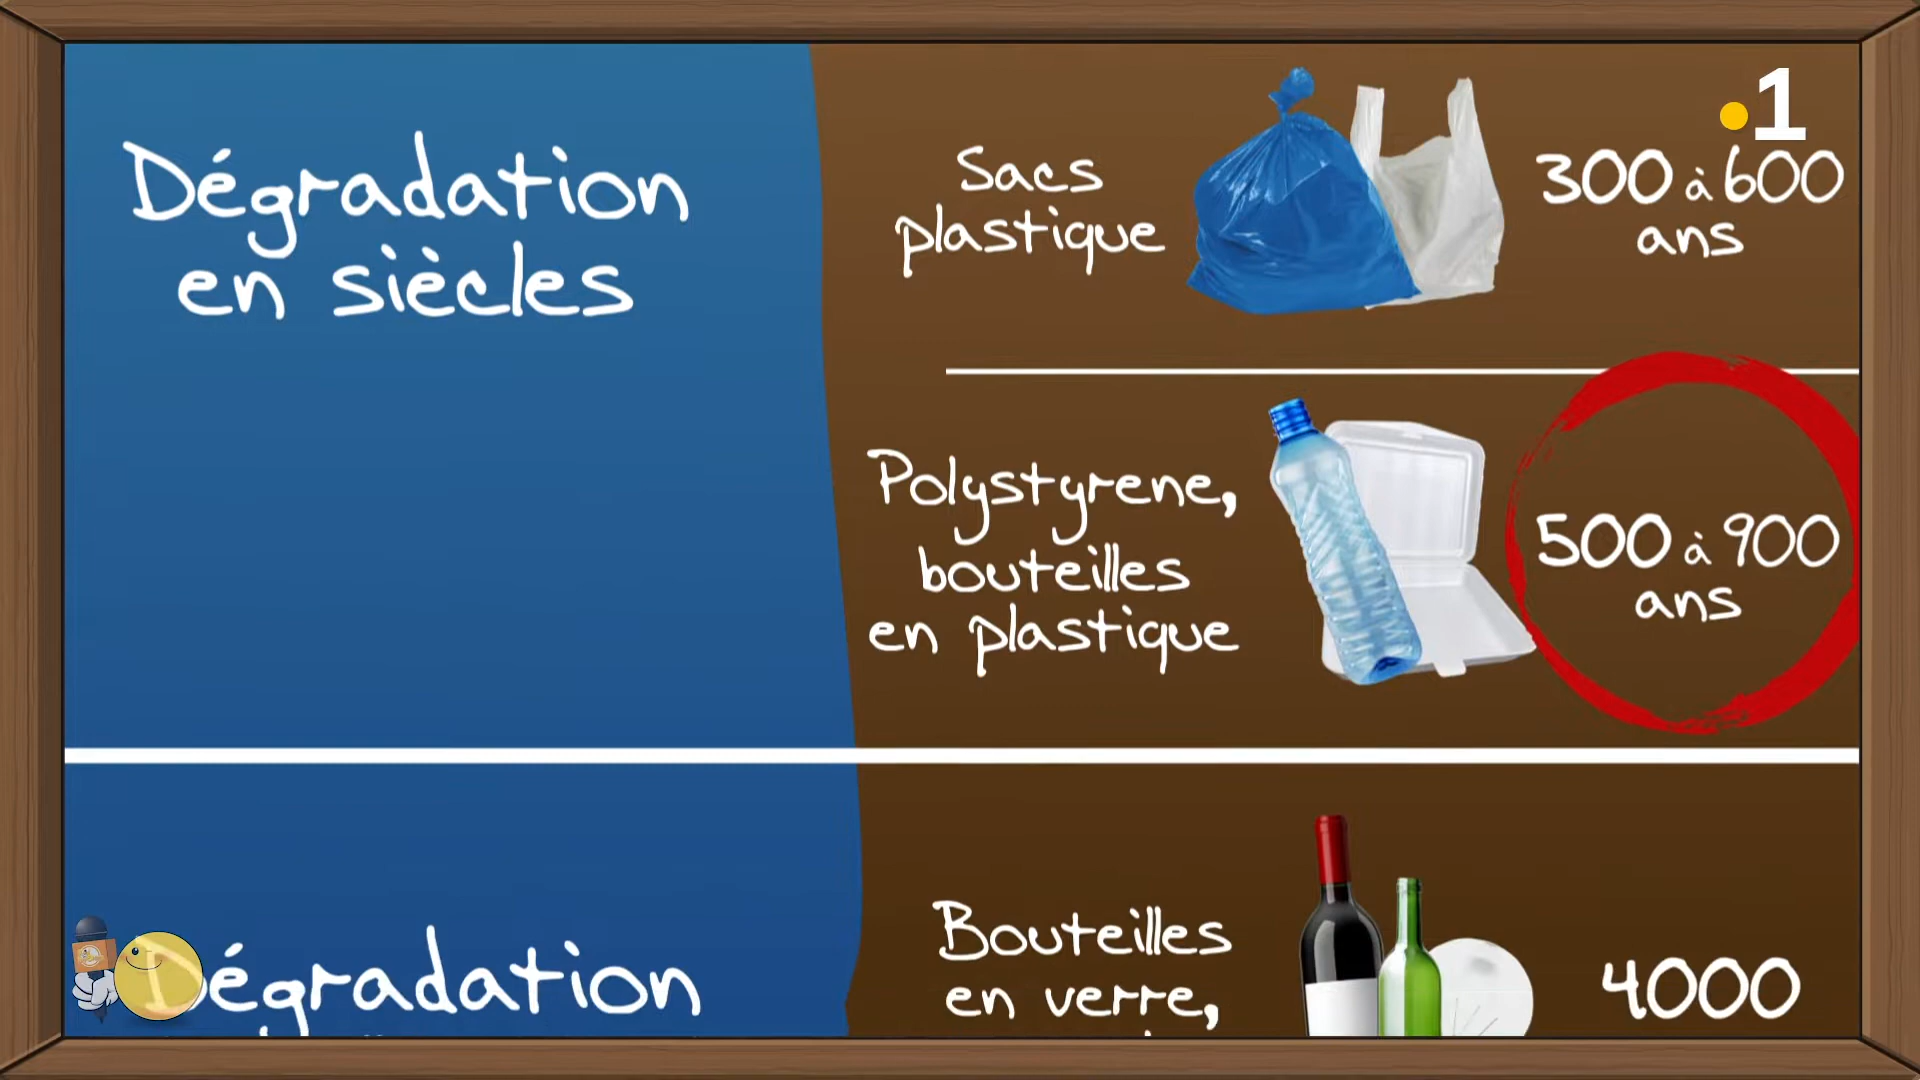 Dégradation
en siècles
Sacs
plastique
300 à 600
ans
Polystyrene,
bouteilles
en plastique
500 à 900
ans
Dégradation
Bouteilles
en verre,
4000
.1